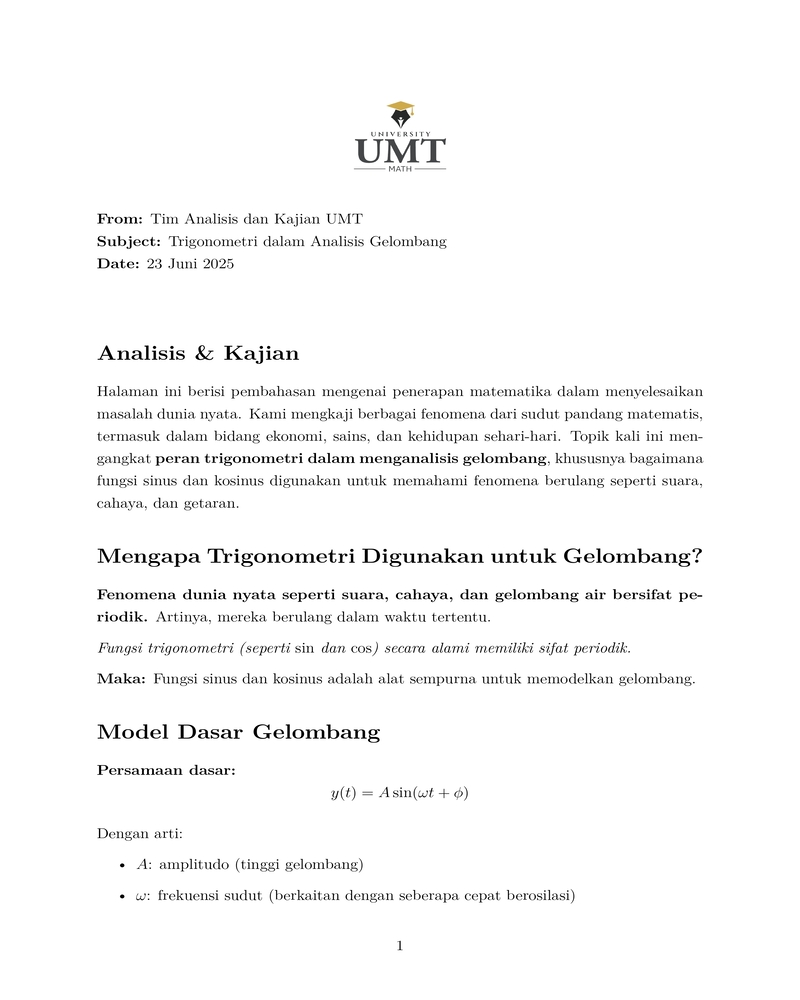 UNIVERSITY
UMT
MATH
From: Tim Analisis dan Kajian UMT
Subject: Trigonometri dalam Analisis Gelombang
Date: 23 Juni 2025
Analisis & Kajian
Halaman ini berisi pembahasan mengenai penerapan matematika dalam menyelesaikan
masalah dunia nyata. Kami mengkaji berbagai fenomena dari sudut pandang matematis,
termasuk dalam bidang ekonomi, sains, dan kehidupan sehari-hari. Topik kali ini men-
gangkat peran trigonometri dalam menganalisis gelombang, khususnya bagaimana
fungsi sinus dan kosinus digunakan untuk memahami fenomena berulang seperti suara,
cahaya, dan getaran.
Mengapa Trigonometri Digunakan untuk Gelombang?
Fenomena dunia nyata seperti suara, cahaya, dan gelombang air bersifat pe-
riodik. Artinya, mereka berulang dalam waktu tertentu.
Fungsi trigonometri (seperti sin dan cos) secara alami memiliki sifat periodik.
Maka: Fungsi sinus dan kosinus adalah alat sempurna untuk memodelkan gelombang.
Model Dasar Gelombang
Persamaan dasar:
y(t) = A sin(ωt + ϕ)
Dengan arti:
• A: amplitudo (tinggi gelombang)
• ω: frekuensi sudut (berkaitan dengan seberapa cepat berosilasi)
1